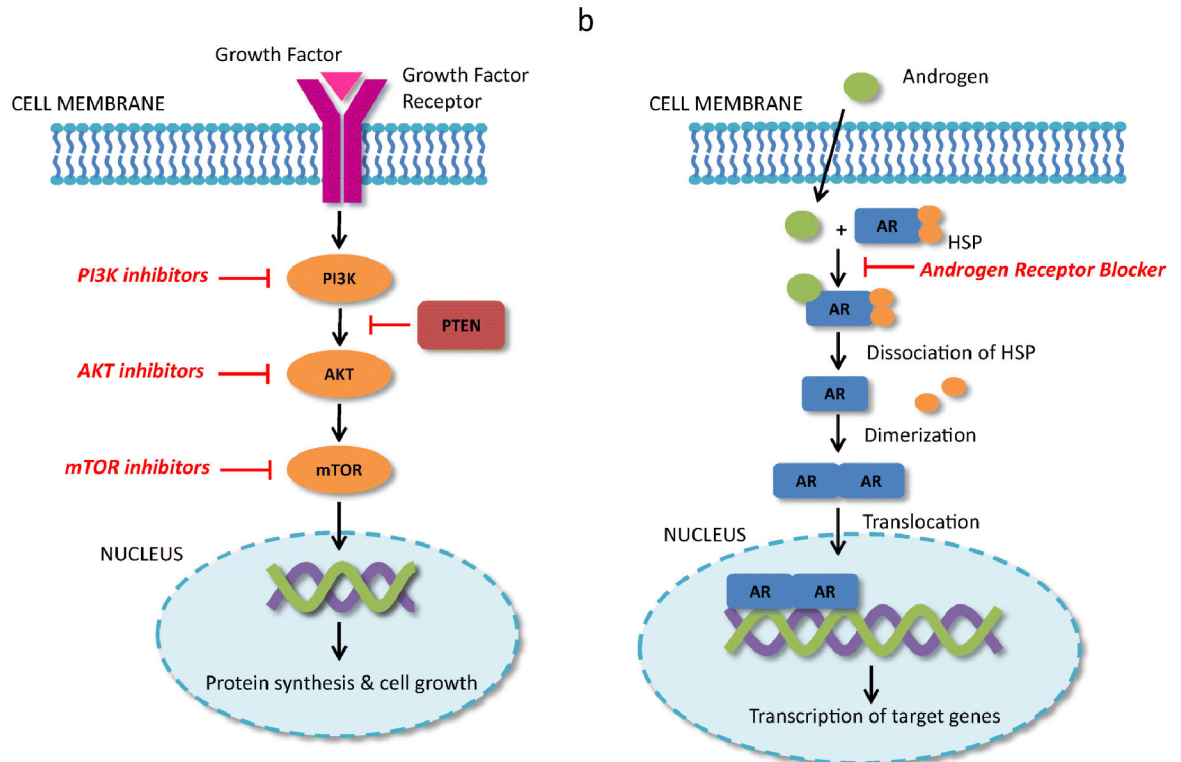 Growth Factor
Growth Factor
Receptor
CELL MEMBRANE
PI3K inhibitors
PI3K
PTEN
AKT inhibitors
AKT
mTOR inhibitors
mTOR
NUCLEUS
Protein synthesis & cell growth
b
Androgen
CELL MEMBRANE
+
AR
HSP
Androgen Receptor Blocker
AR
Dissociation of HSP
AR
Dimerization
AR AR
Translocation
NUCLEUS
AR AR
Transcription of target genes